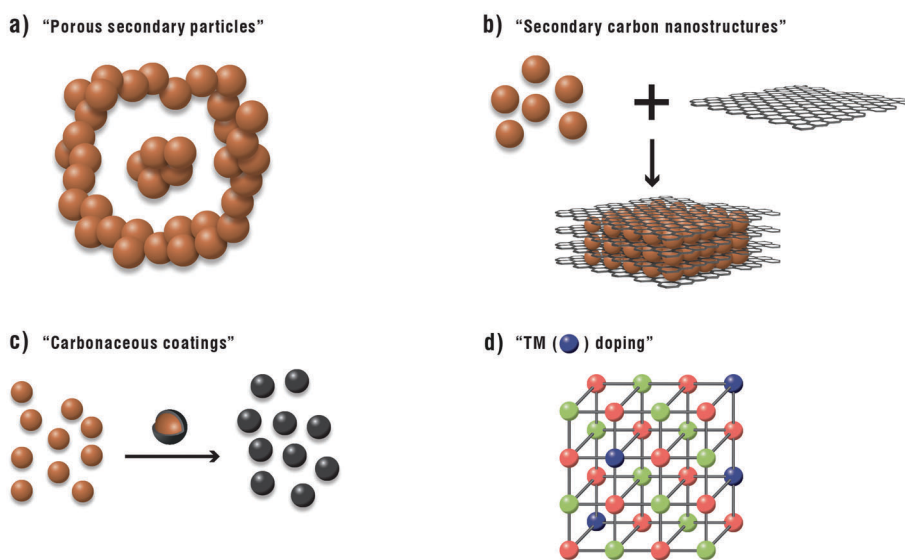 a) “Porous secondary particles”
b) “Secondary carbon nanostructures”
c) “Carbonaceous coatings”
d) “TM ( ) doping”